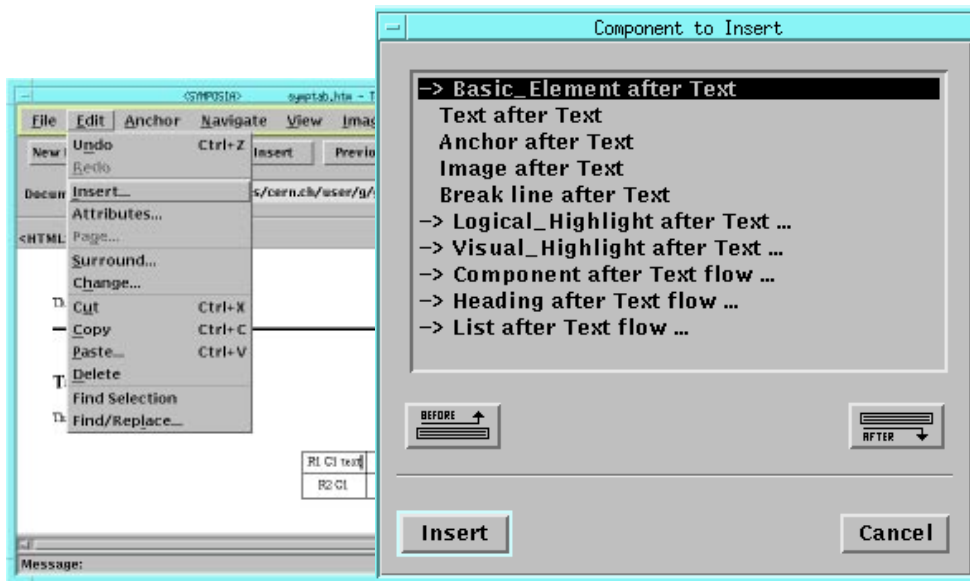 Component to Insert
-> Basic_Element after Text
Text after Text
Anchor after Text
Image after Text
Break line after Text
-> Logical_Highlight after Text ...
-> Visual_Highlight after Text ...
-> Component after Text flow ...
-> Heading after Text flow ...
-> List after Text flow ...
BEFORE
AFTER
Insert
Cancel
<SYMPOSIA> symptab.htm - T
File Edit Anchor Navigate View Imag
New Insert Previo
Undo Ctrl+Z
Redo
Docum s/cern.ch/user/g/
Insert...
Attributes...
<HTML
Page...
Surround...
Change...
Cut Ctrl+X
Copy Ctrl+C
Paste... Ctrl+V
Delete
Find Selection
Find/Replace...
R1 C1 text
R2 C1
Message: